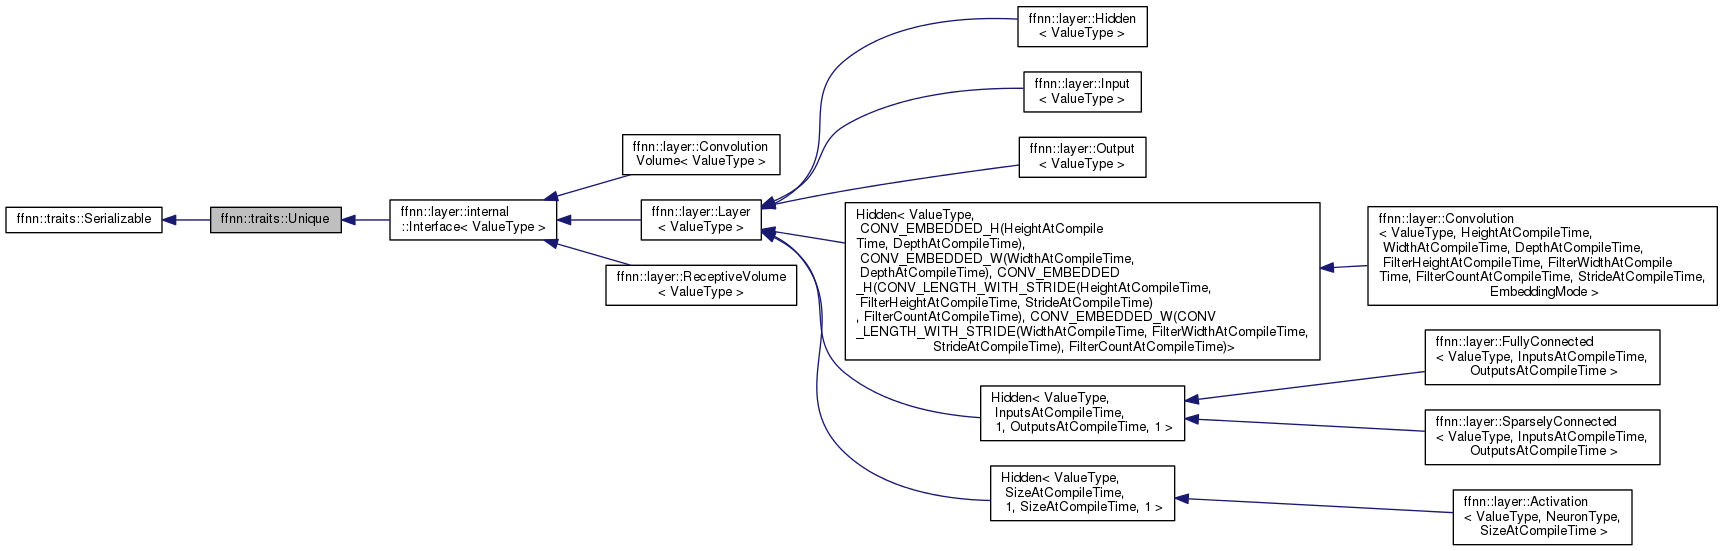 ffnn::traits::Serializable
ffnn::traits::Unique
ffnn::layer::internal
::Interface< ValueType >
ffnn::layer::Convolution
Volume< ValueType >
ffnn::layer::Layer
< ValueType >
ffnn::layer::ReceptiveVolume
< ValueType >
ffnn::layer::Hidden
< ValueType >
ffnn::layer::Input
< ValueType >
ffnn::layer::Output
< ValueType >
Hidden< ValueType,
CONV_EMBEDDED_H(HeightAtCompile
Time, DepthAtCompileTime),
CONV_EMBEDDED_W(WidthAtCompileTime,
DepthAtCompileTime), CONV_EMBEDDED
_H(CONV_LENGTH_WITH_STRIDE(HeightAtCompileTime,
FilterHeightAtCompileTime, StrideAtCompileTime)
, FilterCountAtCompileTime), CONV_EMBEDDED_W(CONV
_LENGTH_WITH_STRIDE(WidthAtCompileTime, FilterWidthAtCompileTime,
StrideAtCompileTime), FilterCountAtCompileTime)>
Hidden< ValueType,
InputsAtCompileTime,
1, OutputsAtCompileTime, 1 >
Hidden< ValueType,
SizeAtCompileTime,
1, SizeAtCompileTime, 1 >
ffnn::layer::Convolution
< ValueType, HeightAtCompileTime,
WidthAtCompileTime, DepthAtCompileTime,
FilterHeightAtCompileTime, FilterWidthAtCompile
Time, FilterCountAtCompileTime, StrideAtCompileTime,
EmbeddingMode >
ffnn::layer::FullyConnected
< ValueType, InputsAtCompileTime,
OutputsAtCompileTime >
ffnn::layer::SparselyConnected
< ValueType, InputsAtCompileTime,
OutputsAtCompileTime >
ffnn::layer::Activation
< ValueType, NeuronType,
SizeAtCompileTime >